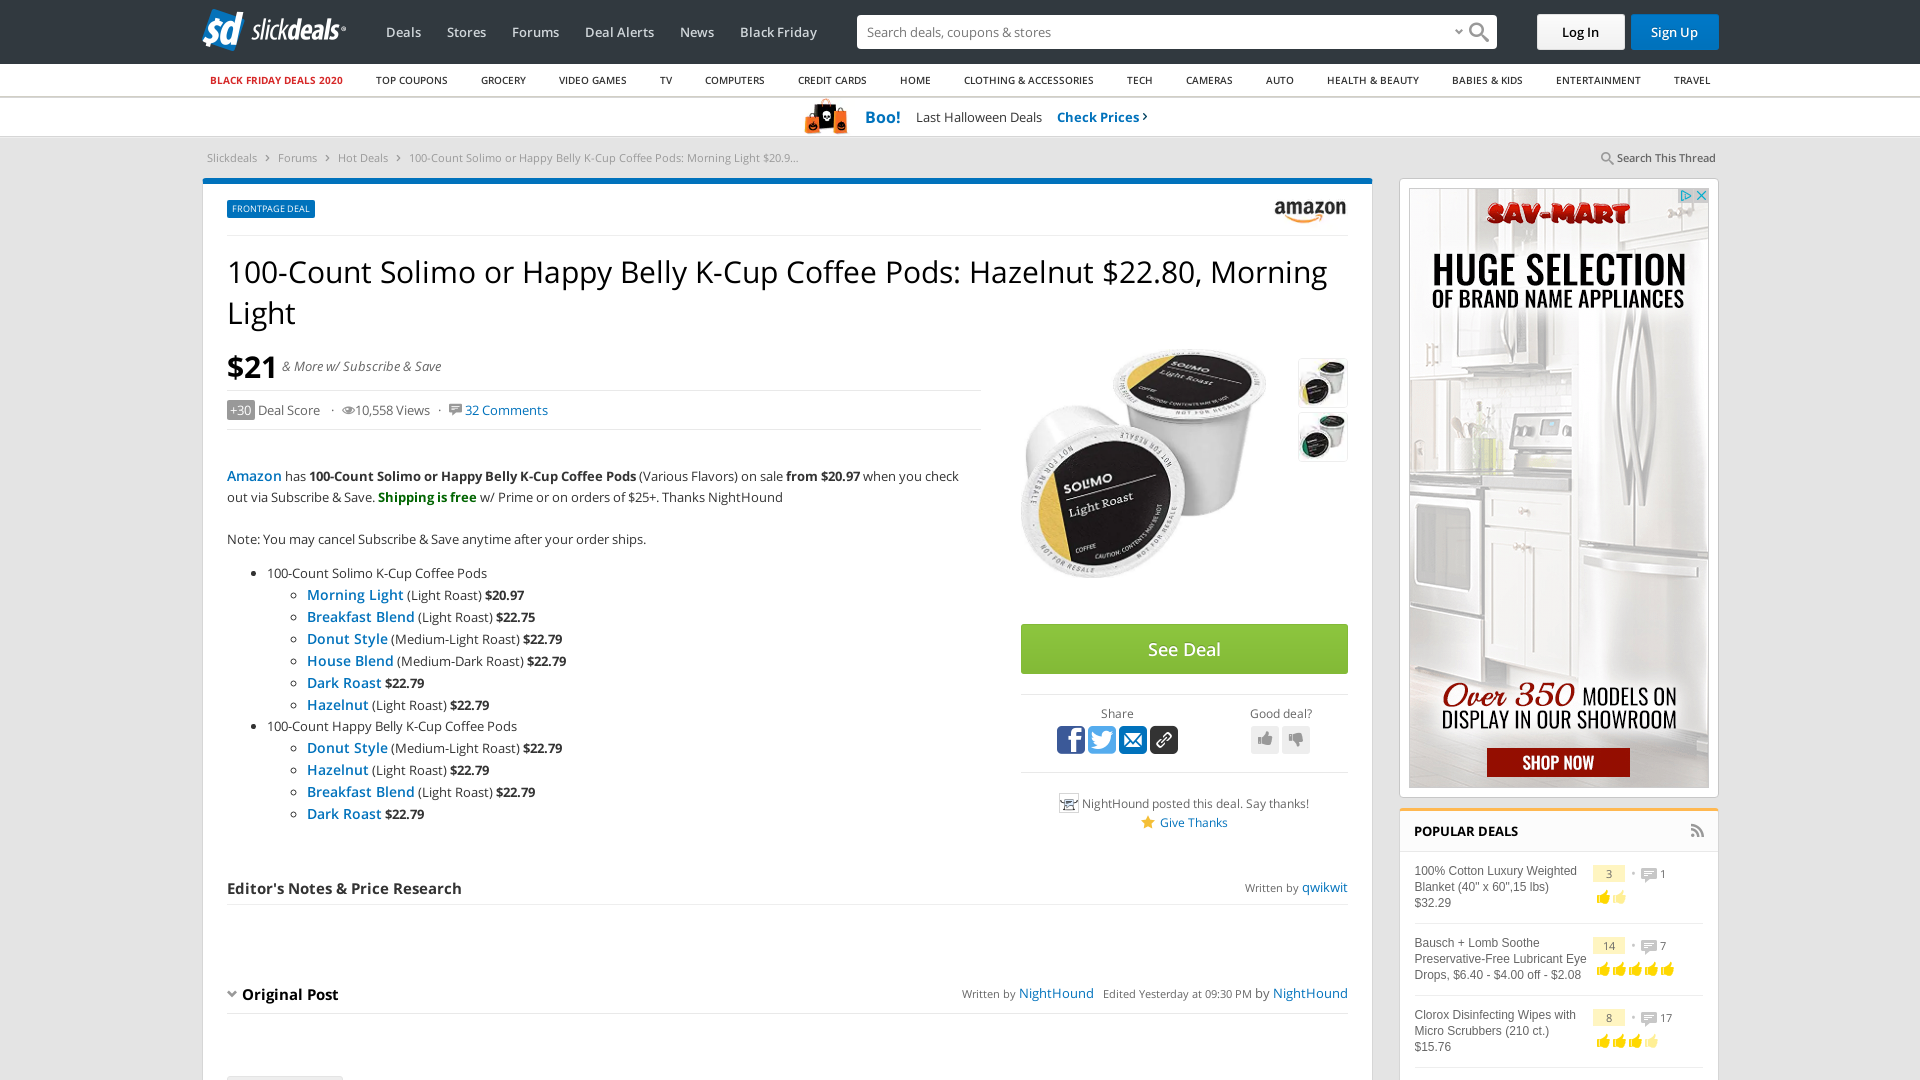 $d slickdeals
Deals
Stores
Forums
Deal Alerts
News
Black Friday
Search deals, coupons & stores
Log In
Sign Up
BLACK FRIDAY DEALS 2020
TOP COUPONS
GROCERY
VIDEO GAMES
TV
COMPUTERS
CREDIT CARDS
HOME
CLOTHING & ACCESSORIES
TECH
CAMERAS
AUTO
HEALTH & BEAUTY
BABIES & KIDS
ENTERTAINMENT
TRAVEL
Boo! Last Halloween Deals Check Prices
Slickdeals > Forums > Hot Deals > 100-Count Solimo or Happy Belly K-Cup Coffee Pods: Morning Light $20.9...
Search This Thread
FRONTPAGE DEAL
amazon
100-Count Solimo or Happy Belly K-Cup Coffee Pods: Hazelnut $22.80, Morning
Light
$21 & More w/ Subscribe & Save
+30 Deal Score · 10,558 Views · 32 Comments
Amazon has 100-Count Solimo or Happy Belly K-Cup Coffee Pods (Various Flavors) on sale from $20.97 when you check
out via Subscribe & Save. Shipping is free w/ Prime or on orders of $25+. Thanks NightHound
Note: You may cancel Subscribe & Save anytime after your order ships.
100-Count Solimo K-Cup Coffee Pods
Morning Light (Light Roast) $20.97
Breakfast Blend (Light Roast) $22.75
Donut Style (Medium-Light Roast) $22.79
House Blend (Medium-Dark Roast) $22.79
Dark Roast $22.79
Hazelnut (Light Roast) $22.79
100-Count Happy Belly K-Cup Coffee Pods
Donut Style (Medium-Light Roast) $22.79
Hazelnut (Light Roast) $22.79
Breakfast Blend (Light Roast) $22.79
Dark Roast $22.79
SOLIMO
Light Roast
COFFEE
SOLIMO
Light Roast
COFFEE
CAUTION, CONTENTS MAY BE HOT
NOT FOR RESALE
See Deal
Share
Good deal?
NightHound posted this deal. Say thanks!
Give Thanks
Editor's Notes & Price Research
Written by qwikwit
Original Post
Written by NightHound Edited Yesterday at 09:30 PM by NightHound
SAV-MART
HUGE SELECTION
OF BRAND NAME APPLIANCES
Over 350 MODELS ON
DISPLAY IN OUR SHOWROOM
SHOP NOW
POPULAR DEALS
100% Cotton Luxury Weighted
Blanket (40" x 60",15 lbs)
$32.29
3 • 1
Bausch + Lomb Soothe
Preservative-Free Lubricant Eye
Drops, $6.40 - $4.00 off - $2.08
14 • 7
Clorox Disinfecting Wipes with
Micro Scrubbers (210 ct.)
$15.76
8 • 17